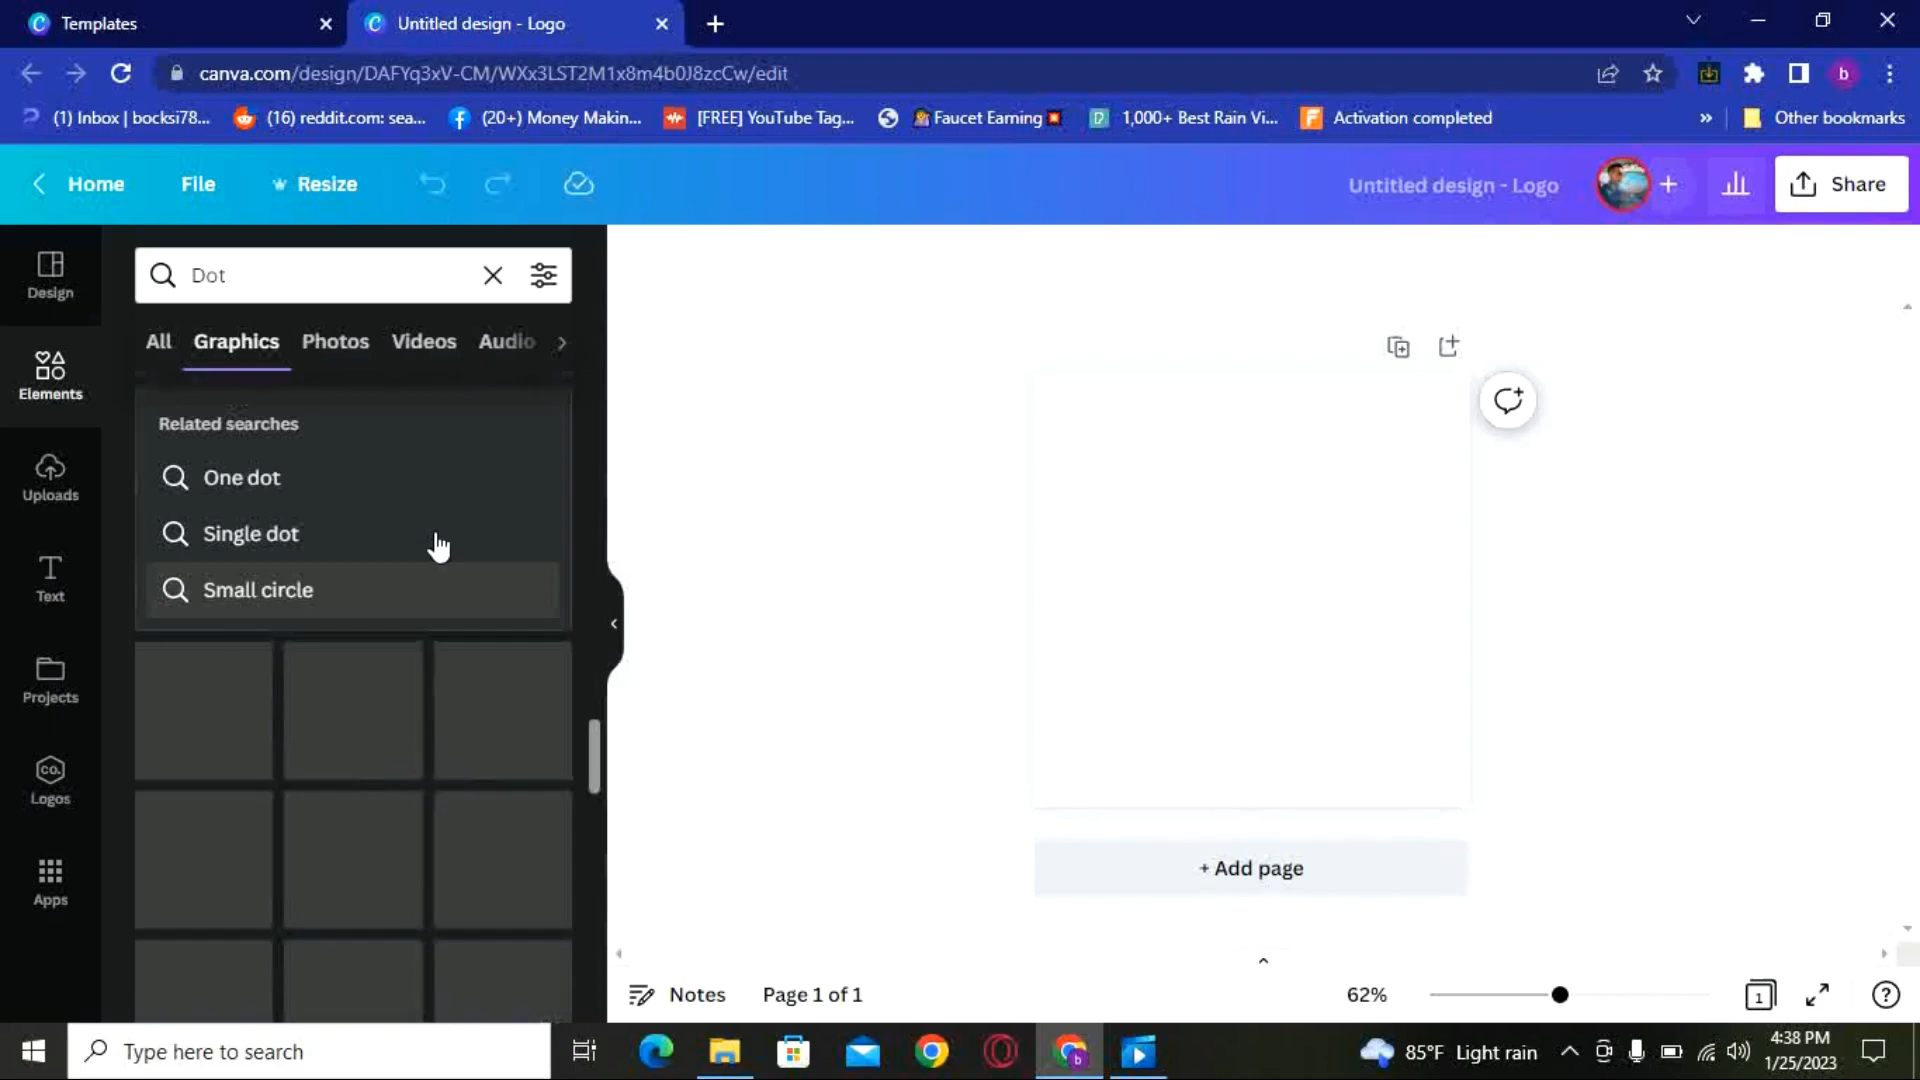 Templates
Untitled design - Logo
canva.com/design/DAFYq3xV-CM/WXx3LST2M1x8m4b0J8zcCw/edit
b
(1) Inbox | bocksi78...
(16) reddit.com: sea...
(20+) Money Makin...
[FREE] YouTube Tag...
Faucet Earning
1,000+ Best Rain Vi...
Activation completed
»
Other bookmarks
Home
File
Resize
Untitled design - Logo
Share
Design
Elements
Uploads
Text
Projects
CO.
Logos
Apps
Dot
All
Graphics
Photos
Videos
Audio
Related searches
One dot
Single dot
Small circle
+ Add page
Notes
Page 1 of 1
62%
1
Type here to search
85°F Light rain
4:38 PM
1/25/2023